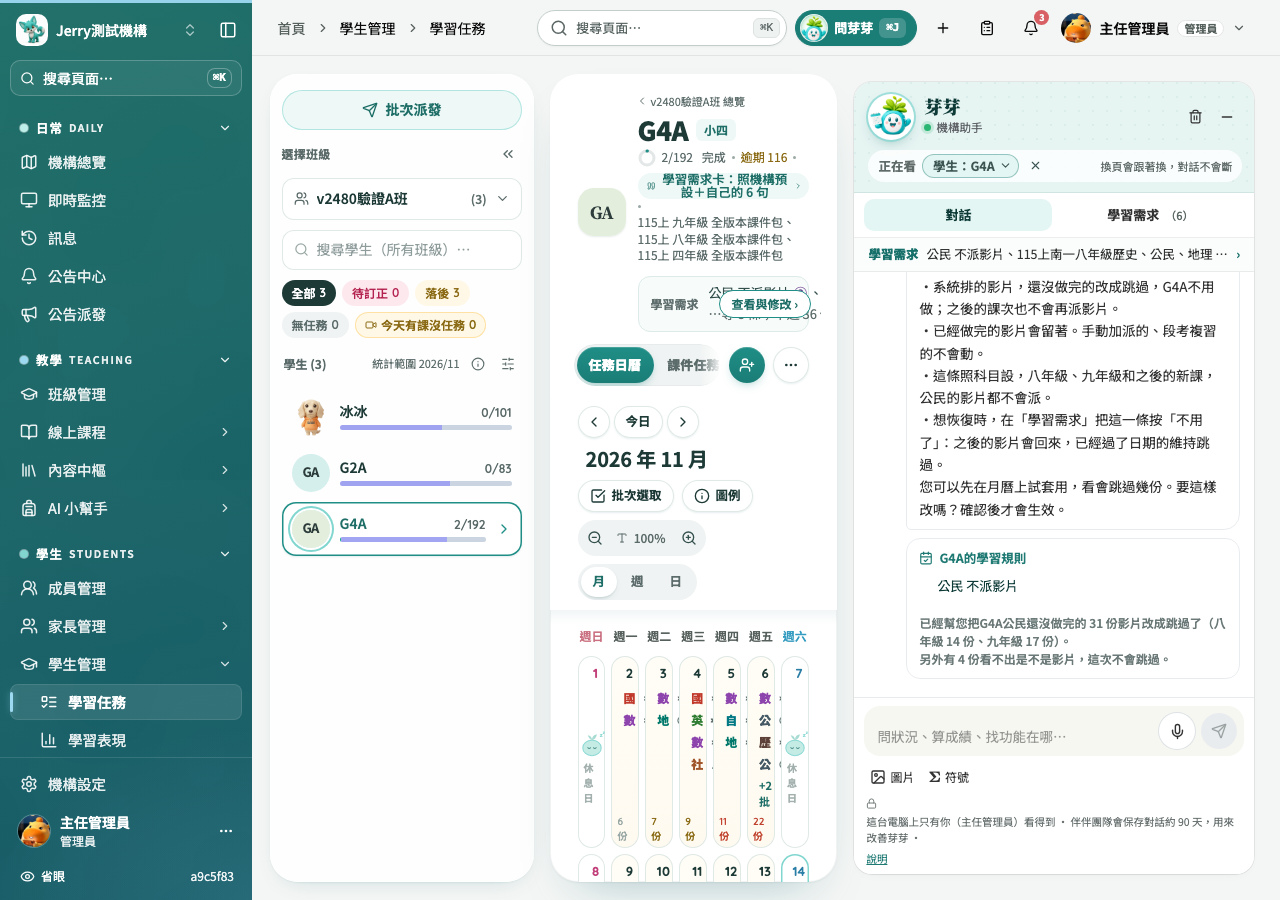 Jerry測試機構
搜尋頁面⋯
⌘K
日常 DAILY
機構總覽
即時監控
訊息
公告中心
公告派發
教學 TEACHING
班級管理
線上課程
內容中樞
AI 小幫手
學生 STUDENTS
成員管理
家長管理
學生管理
學習任務
學習表現
機構設定
主任管理員
管理員
省眼
a9c5f83
首頁 > 學生管理 > 學習任務
搜尋頁面⋯
⌘K
問芽芽
⌘J
3
主任管理員
管理員
批次派發
選擇班級
v2480驗證A班 (3)
搜尋學生（所有班級）⋯
全部 3
待訂正 0
落後 3
無任務 0
今天有課沒任務 0
學生 (3)
統計範圍 2026/11
冰冰 0/101
GA G2A 0/83
GA G4A 2/192
v2480驗證A班 總覽
GA
G4A 小四
2/192 完成・逾期 116・
學習需求卡：照機構預設＋自己的 6 句
・
115上 九年級 全版本課件包、
115上 八年級 全版本課件包、
115上 四年級 全版本課件包
學習需求
查看與修改 ›
任務日曆
課件任務
今日
2026 年 11 月
批次選取
圖例
100%
月 週 日
週日 週一 週二 週三 週四 週五 週六
1 2 3 4 5 6 7
國 數 國 數 數
數 地 英 自 公
數 地 歷
社 公
休息日
+2
批
休息日
6份 7份 9份 11份 22份
8 9 10 11 12 13 14
芽芽
機構助手
正在看 學生：G4A
換頁會跟著換，對話不會斷
對話
學習需求 （6）
學習需求 公民 不派影片、115上南一八年級歷史、公民、地理 ⋯ ›
・系統排的影片，還沒做完的改成跳過，G4A不用
做；之後的課次也不會再派影片。
・已經做完的影片會留著。手動加派的、段考複習
的不會動。
・這條照科目設，八年級、九年級和之後的新課，
公民的影片都不會派。
・想恢復時，在「學習需求」把這一條按「不用
了」：之後的影片會回來，已經過了日期的維持跳
過。
您可以先在月曆上試套用，看會跳過幾份。要這樣
改嗎？確認後才會生效。
G4A的學習規則
公民 不派影片
已經幫您把G4A公民還沒做完的 31 份影片改成跳過了（八
年級 14 份、九年級 17 份）。
另外有 4 份看不出是不是影片，這次不會跳過。
問狀況、算成績、找功能在哪⋯
圖片
符號
這台電腦上只有你（主任管理員）看得到 ・ 伴伴團隊會保存對話約 90 天，用來
改善芽芽 ・
說明